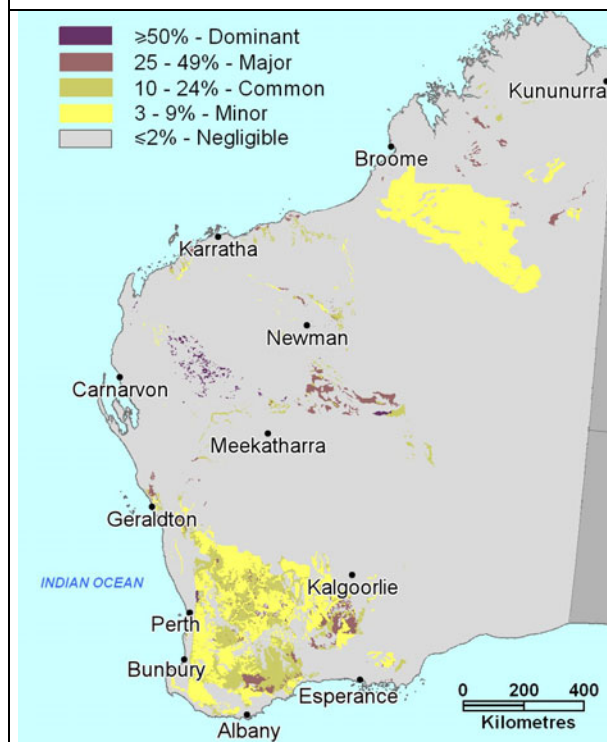 ≥50% - Dominant
25 - 49% - Major
10 - 24% - Common
3 - 9% - Minor
≤2% - Negligible
Kununurra
Broome
Karratha
Newman
Carnarvon
Meekatharra
Geraldton
INDIAN OCEAN
Kalgoorlie
Perth
Bunbury
Esperance
Albany
0 200 400
Kilometres